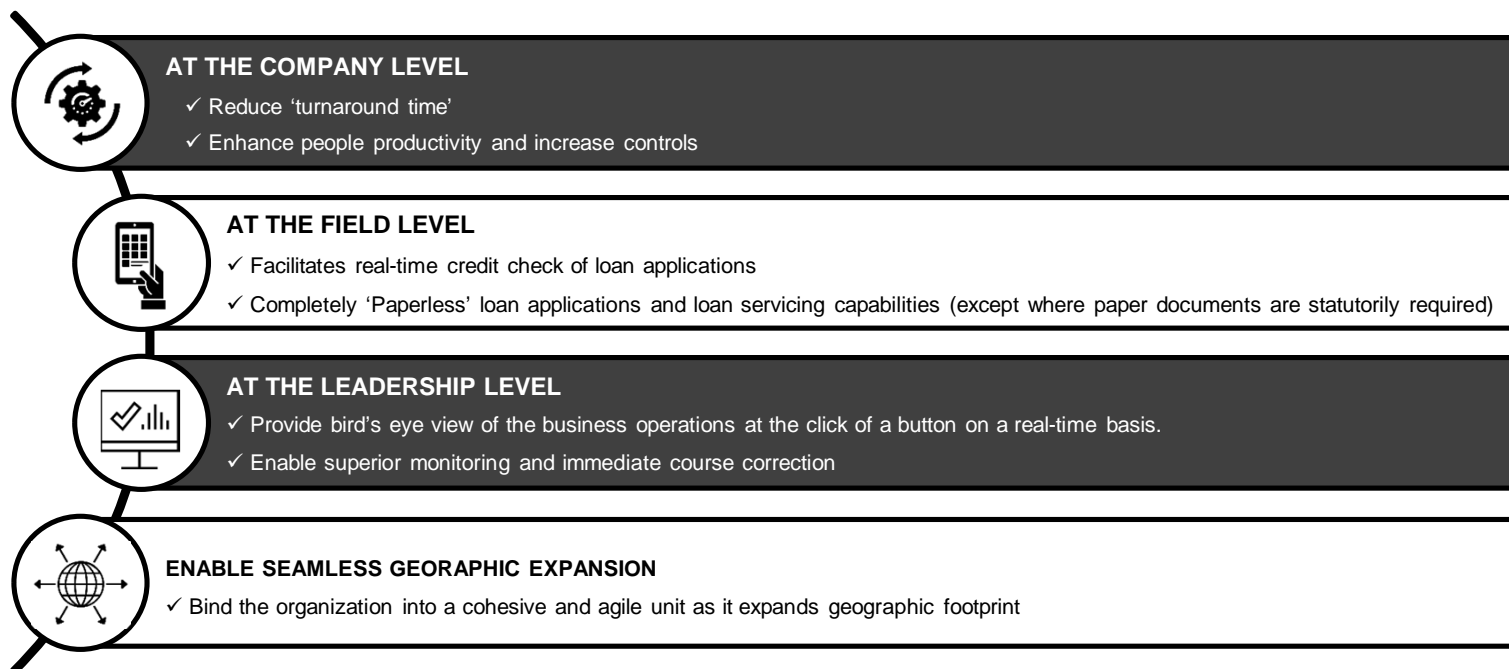 AT THE COMPANY LEVEL
✓ Reduce ‘turnaround time’
✓ Enhance people productivity and increase controls
AT THE FIELD LEVEL
✓ Facilitates real-time credit check of loan applications
✓ Completely ‘Paperless’ loan applications and loan servicing capabilities (except where paper documents are statutorily required)
AT THE LEADERSHIP LEVEL
✓ Provide bird’s eye view of the business operations at the click of a button on a real-time basis.
✓ Enable superior monitoring and immediate course correction
ENABLE SEAMLESS GEORAPHIC EXPANSION
✓ Bind the organization into a cohesive and agile unit as it expands geographic footprint